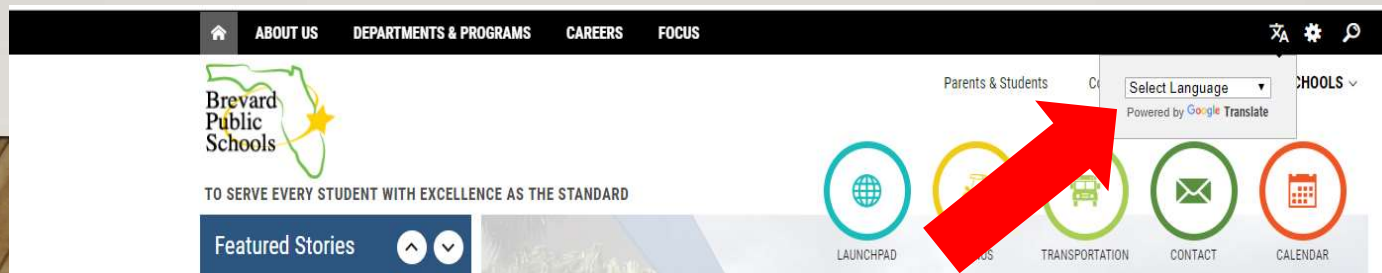 ABOUT US DEPARTMENTS & PROGRAMS CAREERS FOCUS
Brevard
Public
Schools
Parents & Students
Select Language
Powered by Google Translate
TO SERVE EVERY STUDENT WITH EXCELLENCE AS THE STANDARD
Featured Stories
LAUNCHPAD TRANSPORTATION CONTACT CALENDAR